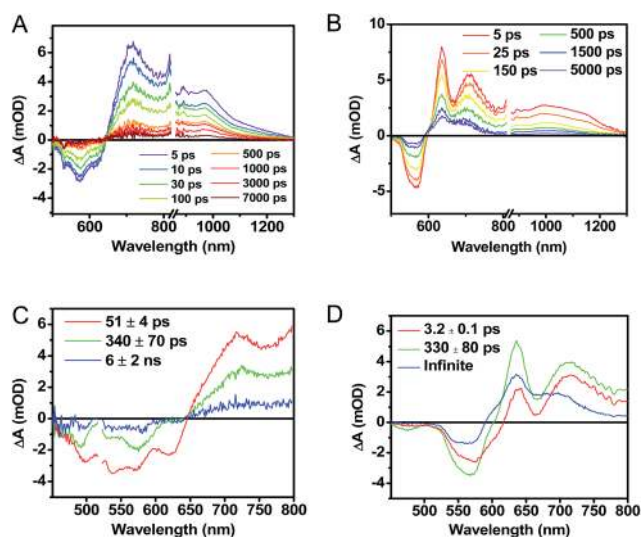 A
B
ΔA (mOD)
6
4
2
0
-2
-4
5 ps
10 ps
30 ps
100 ps
500 ps
1000 ps
3000 ps
7000 ps
600
800
1000
1200
Wavelength (nm)
ΔA (mOD)
10
5
0
-5
5 ps
25 ps
150 ps
500 ps
1500 ps
5000 ps
600
800
1000
1200
Wavelength (nm)
C
D
ΔA (mOD)
6
4
2
0
-2
-4
51 ± 4 ps
340 ± 70 ps
6 ± 2 ns
500
550
600
650
700
750
800
Wavelength (nm)
ΔA (mOD)
6
4
2
0
-2
-4
3.2 ± 0.1 ps
330 ± 80 ps
Infinite
500
550
600
650
700
750
800
Wavelength (nm)